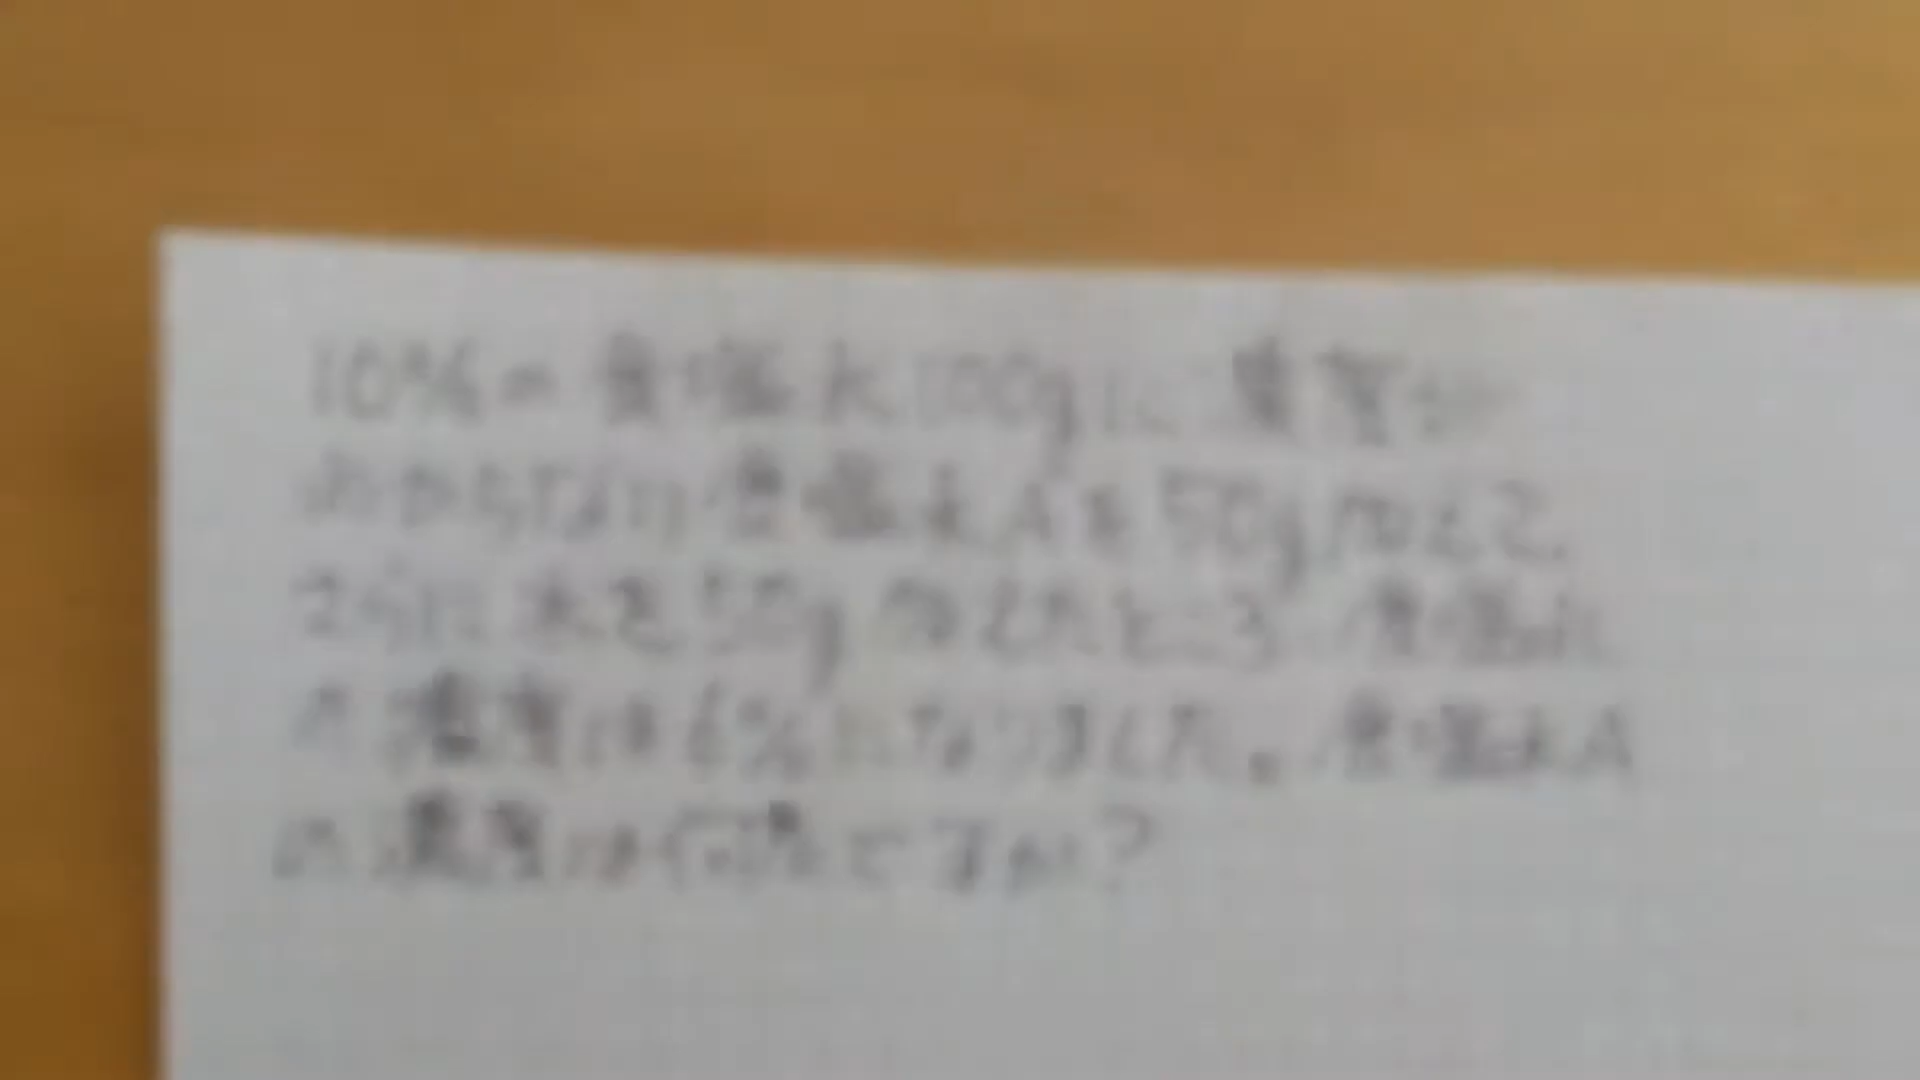 10%の食塩水100gに濃度が
わからない食塩水Aを50g加えて
さらに水を50g加えたところ、食塩水
の濃度は6%になりました。食塩水A
の濃度は何%ですか?